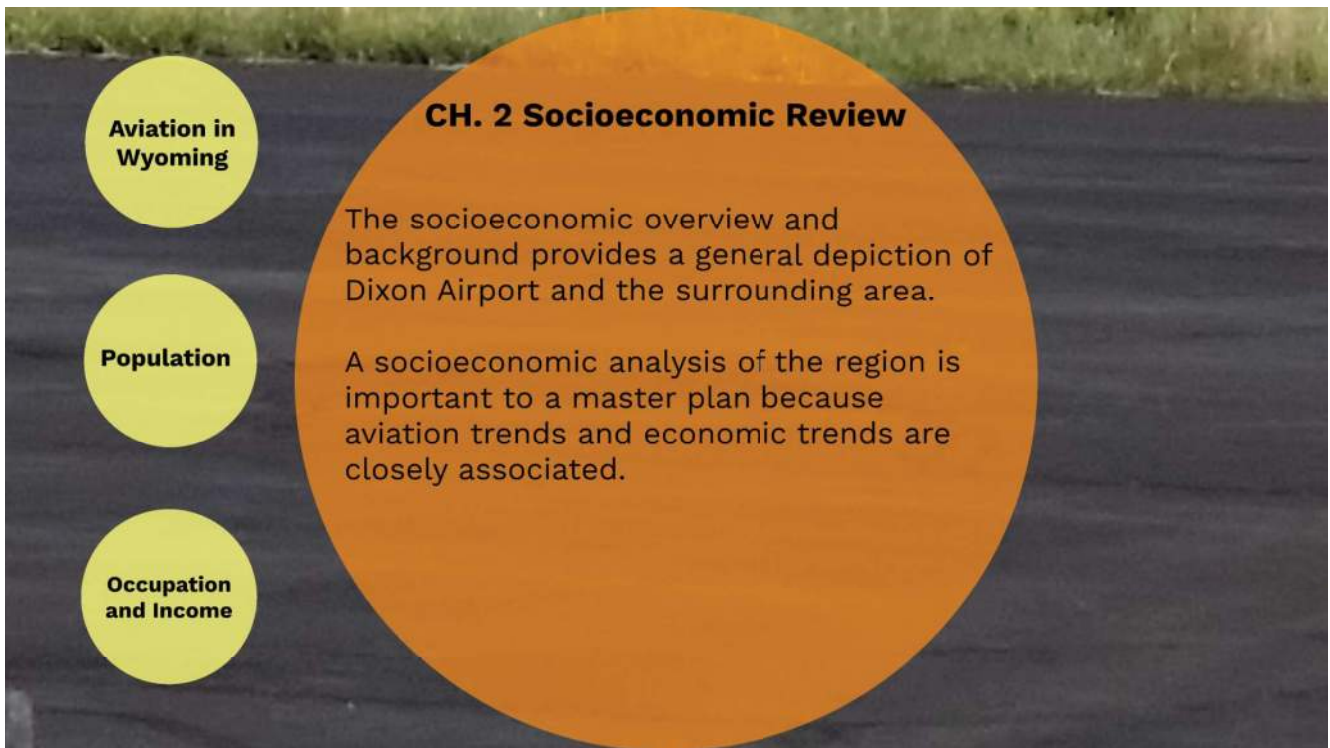 Aviation in
Wyoming
Population
Occupation
and Income
CH. 2 Socioeconomic Review
The socioeconomic overview and
background provides a general depiction of
Dixon Airport and the surrounding area.
A socioeconomic analysis of the region is
important to a master plan because
aviation trends and economic trends are
closely associated.